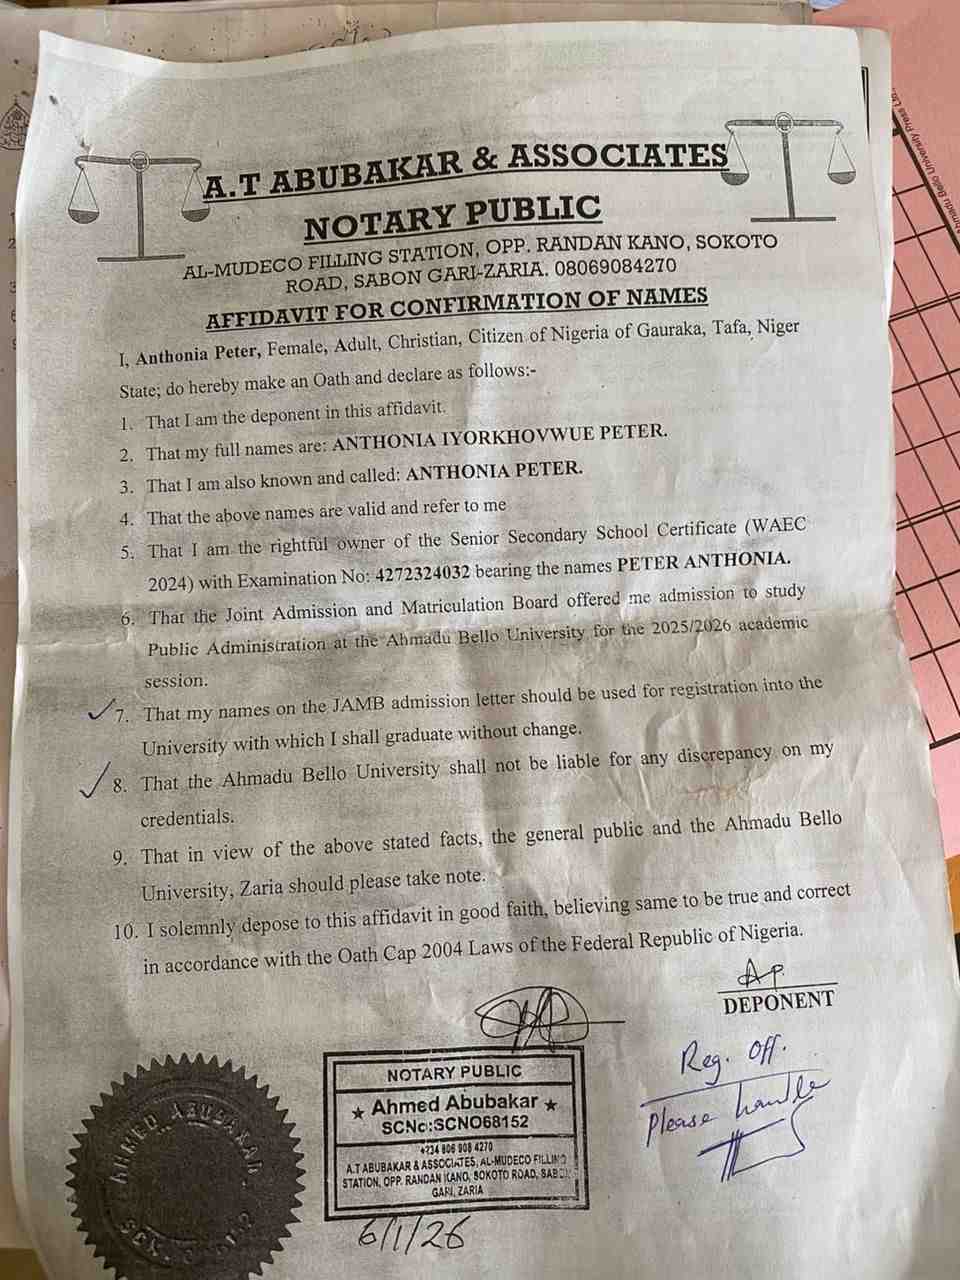 A.T ABUBAKAR & ASSOCIATES
NOTARY PUBLIC
AL-MUDECO FILLING STATION, OPP. RANDAN KANO, SOKOTO
ROAD, SABON GARI-ZARIA. 08069084270
AFFIDAVIT FOR CONFIRMATION OF NAMES
I, Anthonia Peter, Female, Adult, Christian, Citizen of Nigeria of Gauraka, Tafa, Niger
State; do hereby make an Oath and declare as follows:-
1. That I am the deponent in this affidavit.
2. That my full names are: ANTHONIA IYORKHOVWUE PETER.
3. That I am also known and called: ANTHONIA PETER.
4. That the above names are valid and refer to me
5. That I am the rightful owner of the Senior Secondary School Certificate (WAEC
2024) with Examination No: 4272324032 bearing the names PETER ANTHONIA.
6. That the Joint Admission and Matriculation Board offered me admission to study
Public Administration at the Ahmadu Bello University for the 2025/2026 academic
session.
7. That my names on the JAMB admission letter should be used for registration into the
University with which I shall graduate without change.
8. That the Ahmadu Bello University shall not be liable for any discrepancy on my
credentials.
9. That in view of the above stated facts, the general public and the Ahmadu Bello
University, Zaria should please take note.
10. I solemnly depose to this affidavit in good faith, believing same to be true and correct
in accordance with the Oath Cap 2004 Laws of the Federal Republic of Nigeria.
AP.
DEPONENT
Reg. Off.
Please handle
NOTARY PUBLIC
★ Ahmed Abubakar ★
SCNo:SCNO68152
+234 806 908 4270
A.T ABUBAKAR & ASSOCIATES, AL-MUDECO FILLING
STATION, OPP. RANDAN KANO, SOKOTO ROAD, SABON
GARI, ZARIA
6/1/26
AHMED ABUBAKAR
Ahmadu Bello University Press Ltd.,